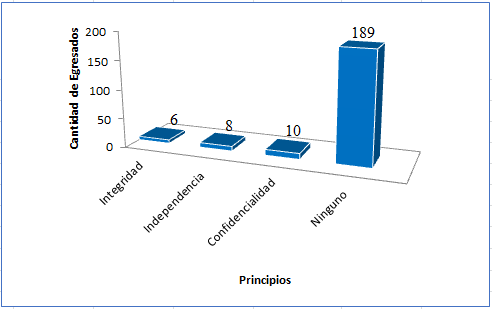 Cantidad de Egresados
200
150
100
50
0
6
8
10
189
Integridad
Independencia
Confidencialidad
Ninguno
Principios